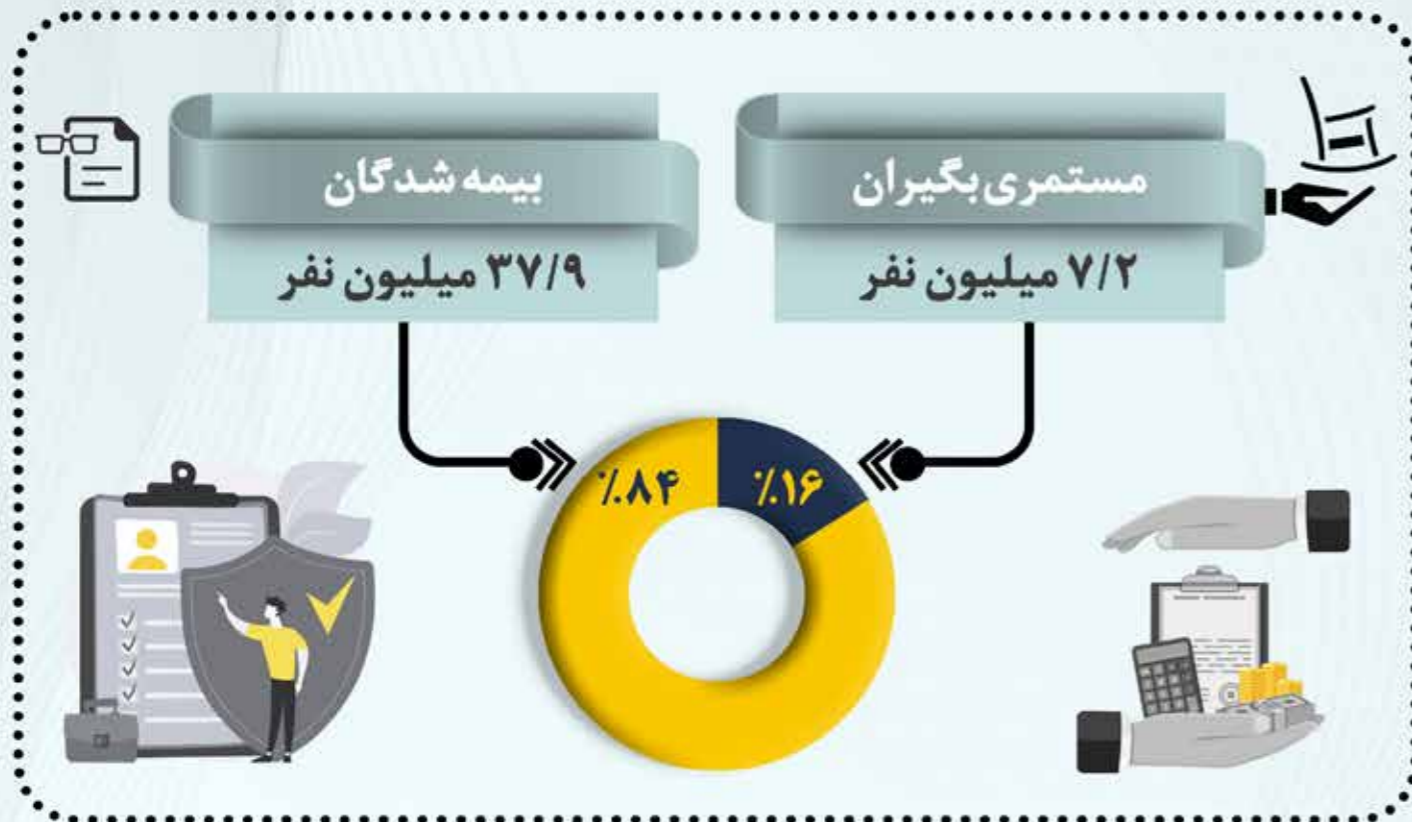 مستمری‌بگیران
۷/۲ میلیون نفر
بیمه شدگان
۳۷/۹ میلیون نفر
٪۱۶
٪۸۴